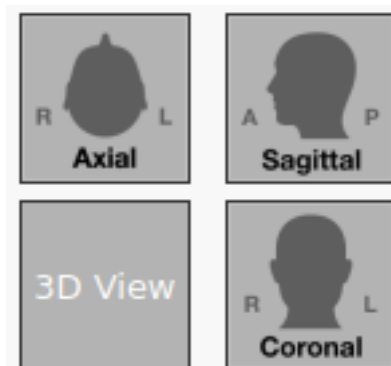 R L
Axial
A P
Sagittal
3D View
R L
Coronal